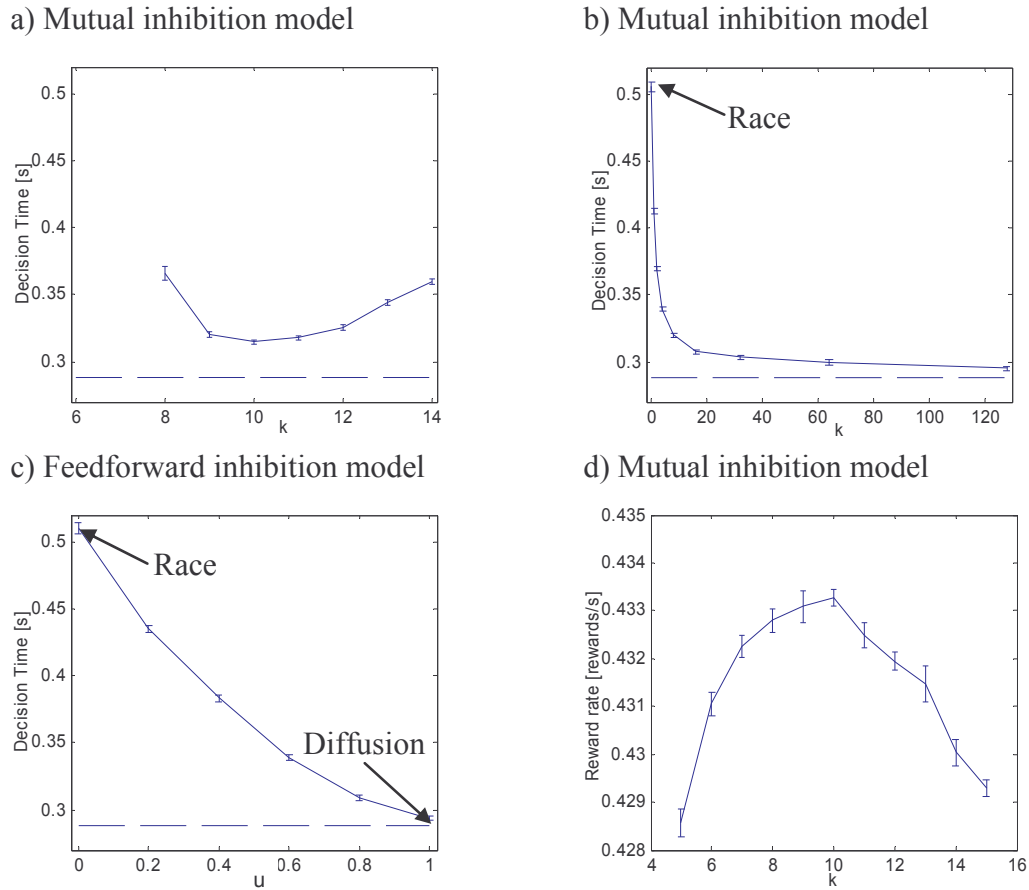 a) Mutual inhibition model
0.5
0.45
0.4
0.35
0.3
Decision Time [s]
6 8 10 12 14
k
b) Mutual inhibition model
0.5
0.45
0.4
0.35
0.3
Decision Time [s]
Race
0 20 40 60 80 100 120
k
c) Feedforward inhibition model
0.5
0.45
0.4
0.35
0.3
Decision Time [s]
Race
Diffusion
0 0.2 0.4 0.6 0.8 1
u
d) Mutual inhibition model
0.435
0.434
0.433
0.432
0.431
0.43
0.429
0.428
Reward rate [rewards/s]
4 6 8 10 12 14 16
k